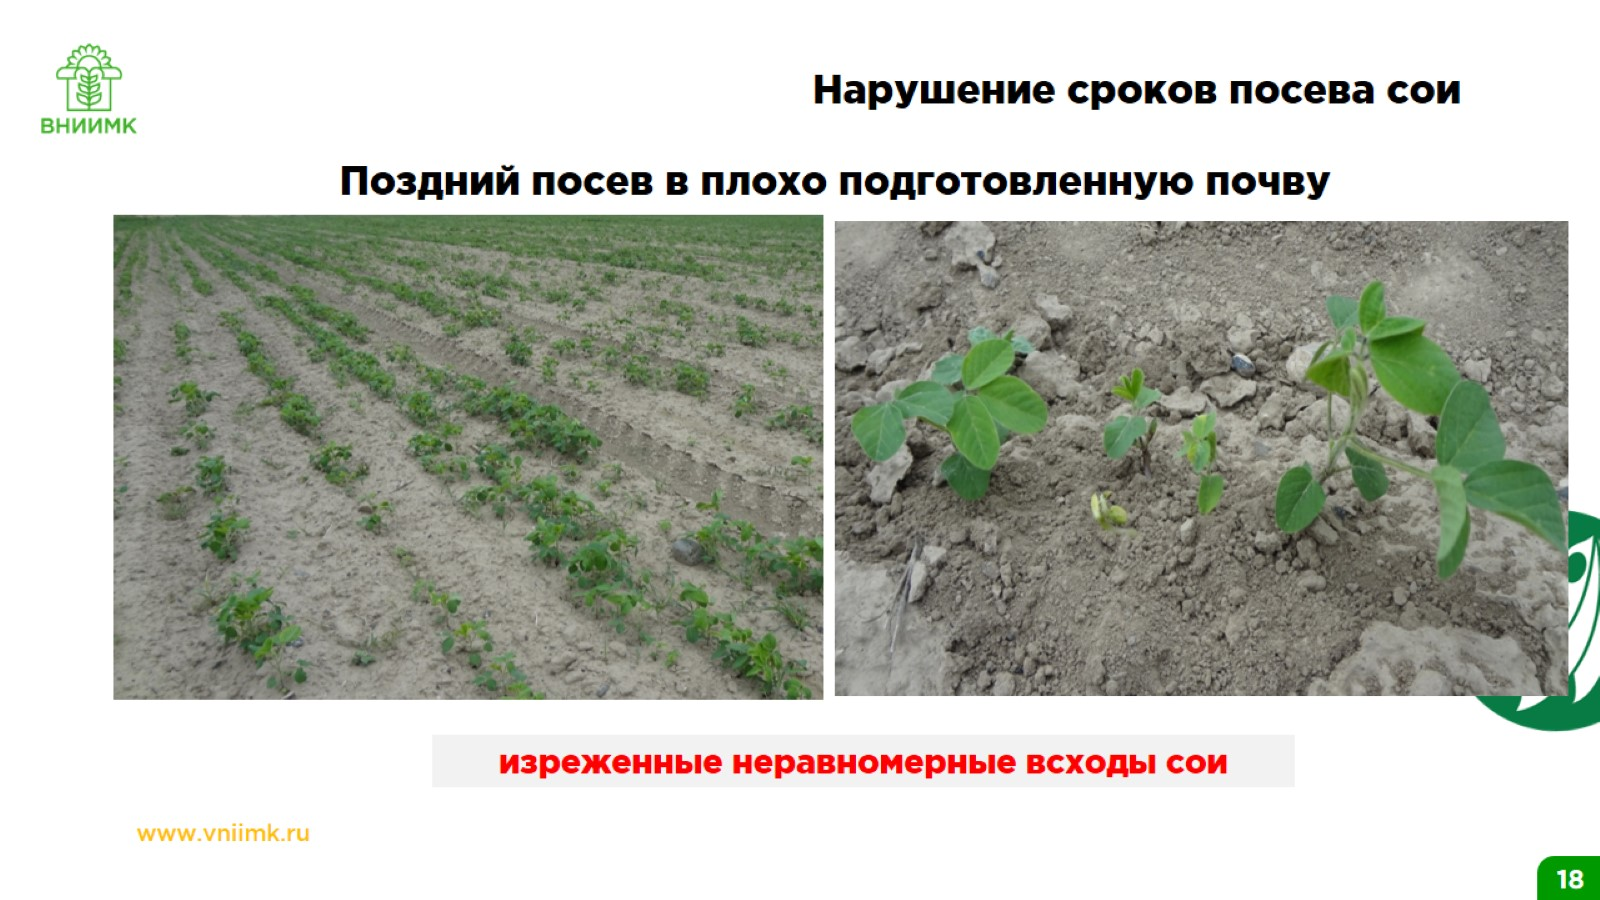 ВНИИМК
Нарушение сроков посева сои
Поздний посев в плохо подготовленную почву
изреженные неравномерные всходы сои
www.vniimk.ru
18